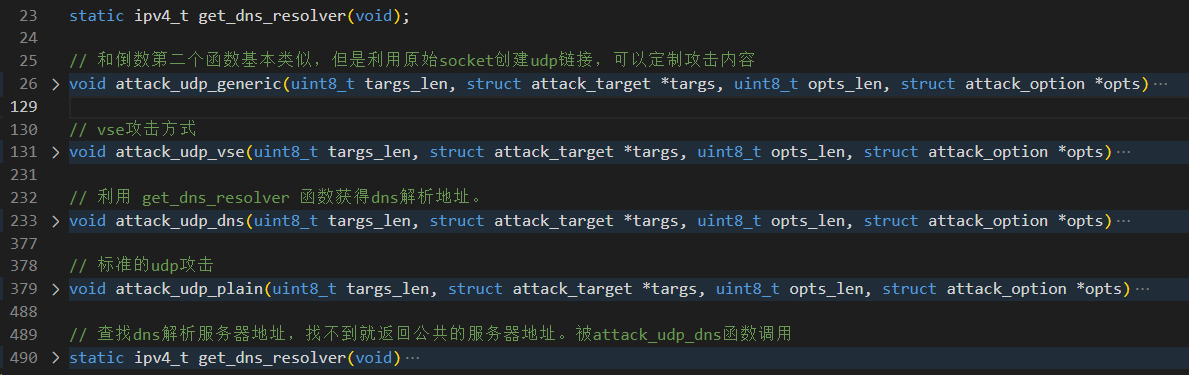 23 static ipv4_t get_dns_resolver(void);
24
25 // 和倒数第二个函数基本类似，但是利用原始socket创建udp链接，可以定制攻击内容
26 > void attack_udp_generic(uint8_t targs_len, struct attack_target *targs, uint8_t opts_len, struct attack_option *opts)···
129
130 // vse攻击方式
131 > void attack_udp_vse(uint8_t targs_len, struct attack_target *targs, uint8_t opts_len, struct attack_option *opts)···
231
232 // 利用 get_dns_resolver 函数获得dns解析地址。
233 > void attack_udp_dns(uint8_t targs_len, struct attack_target *targs, uint8_t opts_len, struct attack_option *opts)···
377
378 // 标准的udp攻击
379 > void attack_udp_plain(uint8_t targs_len, struct attack_target *targs, uint8_t opts_len, struct attack_option *opts)···
488
489 // 查找dns解析服务器地址，找不到就返回公共的服务器地址。被attack_udp_dns函数调用
490 > static ipv4_t get_dns_resolver(void)···